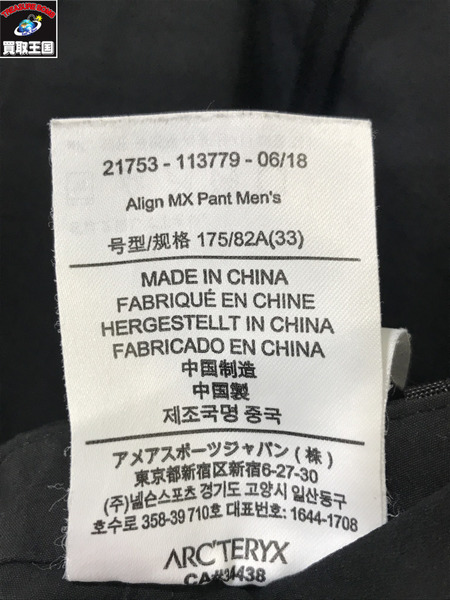 TREASURE KING
買取王国
21753 - 113779 - 06/18
Align MX Pant Men's
号型/规格 175/82A(33)
MADE IN CHINA
FABRIQUÉ EN CHINE
HERGESTELLT IN CHINA
FABRICADO EN CHINA
中国制造
中国製
제조국명 중국
アメアスポーツジャパン(株)
東京都新宿区新宿6-27-30
(주)넬슨스포츠 경기도 고양시 일산동구
호수로 358-39 710호 대표번호: 1644-1708
ARC'TERYX
CA#34438